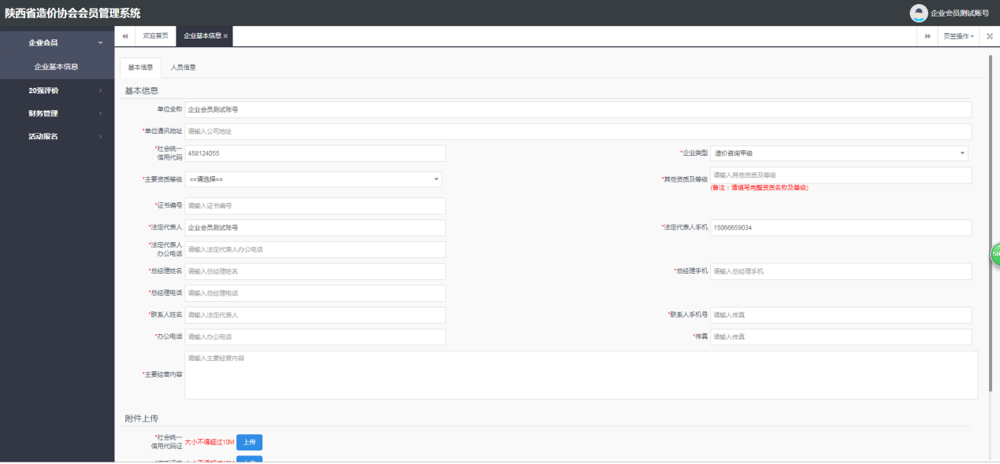 陕西省造价协会会员管理系统
企业会员测试账号
企业会员
企业基本信息
20强评价
财务管理
活动报名
欢迎首页
企业基本信息
页签操作
基本信息
人员信息
基本信息
单位全称 企业会员测试账号
*单位通讯地址 请输入公司地址
*社会统一
信用代码
458124055
*企业类型 造价咨询甲级
*主要资质等级 ==请选择==
*其他资质及等级 请输入其他资质及等级
(备注：请填写完整资质名称及等级)
*证书编号 请输入证书编号
*法定代表人 企业会员测试账号
*法定代表人手机 15066659034
*法定代表人
办公电话
请输入法定代表人办公电话
*总经理姓名 请输入总经理姓名
*总经理手机 请输入总经理手机
*总经理电话 请输入总经理电话
*联系人姓名 请输入法定代表人
*联系人手机号 请输入传真
*办公电话 请输入办公电话
*传真 请输入传真
*主要经营内容 请输入主要经营内容
附件上传
*社会统一
信用代码证
大小不得超过10M 上传